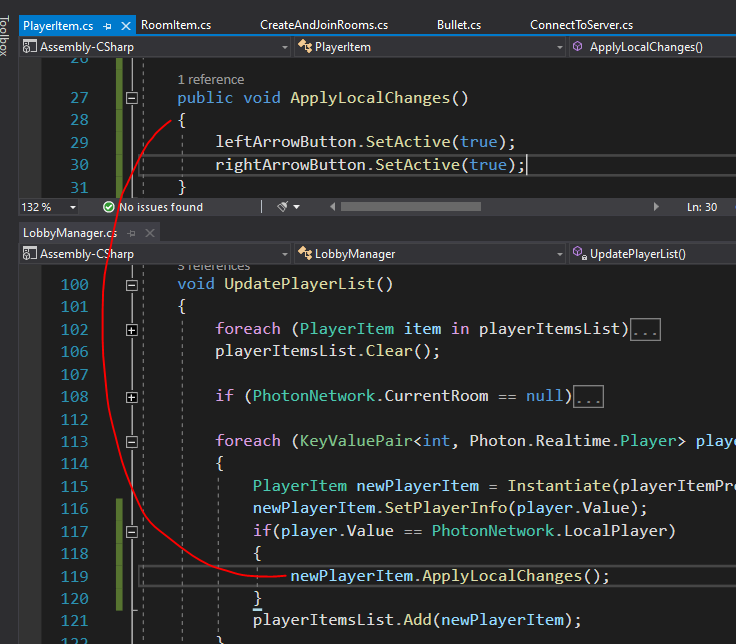 Toolbox
PlayerItem.cs RoomItem.cs CreateAndJoinRooms.cs Bullet.cs ConnectToServer.cs
Assembly-CSharp PlayerItem ApplyLocalChanges()
26
1 reference
27 public void ApplyLocalChanges()
28 {
29 leftArrowButton.SetActive(true);
30 rightArrowButton.SetActive(true);
31 }
132 % No issues found Ln: 30
LobbyManager.cs
Assembly-CSharp LobbyManager UpdatePlayerList()
3 references
100 void UpdatePlayerList()
101 {
102 foreach (PlayerItem item in playerItemsList)...
106 playerItemsList.Clear();
107
108 if (PhotonNetwork.CurrentRoom == null)...
112
113 foreach (KeyValuePair<int, Photon.Realtime.Player> playe
114 {
115 PlayerItem newPlayerItem = Instantiate(playerItemPre
116 newPlayerItem.SetPlayerInfo(player.Value);
117 if(player.Value == PhotonNetwork.LocalPlayer)
118 {
119 newPlayerItem.ApplyLocalChanges();
120 }
121 playerItemsList.Add(newPlayerItem);
122 }